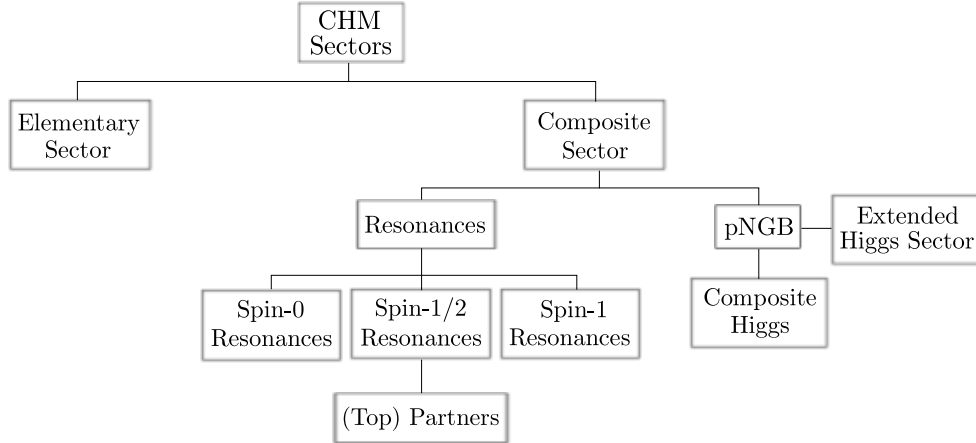 CHM
Sectors
Elementary
Sector
Composite
Sector
Resonances
pNGB
Extended
Higgs Sector
Spin-0
Resonances
Spin-1/2
Resonances
Spin-1
Resonances
Composite
Higgs
(Top) Partners